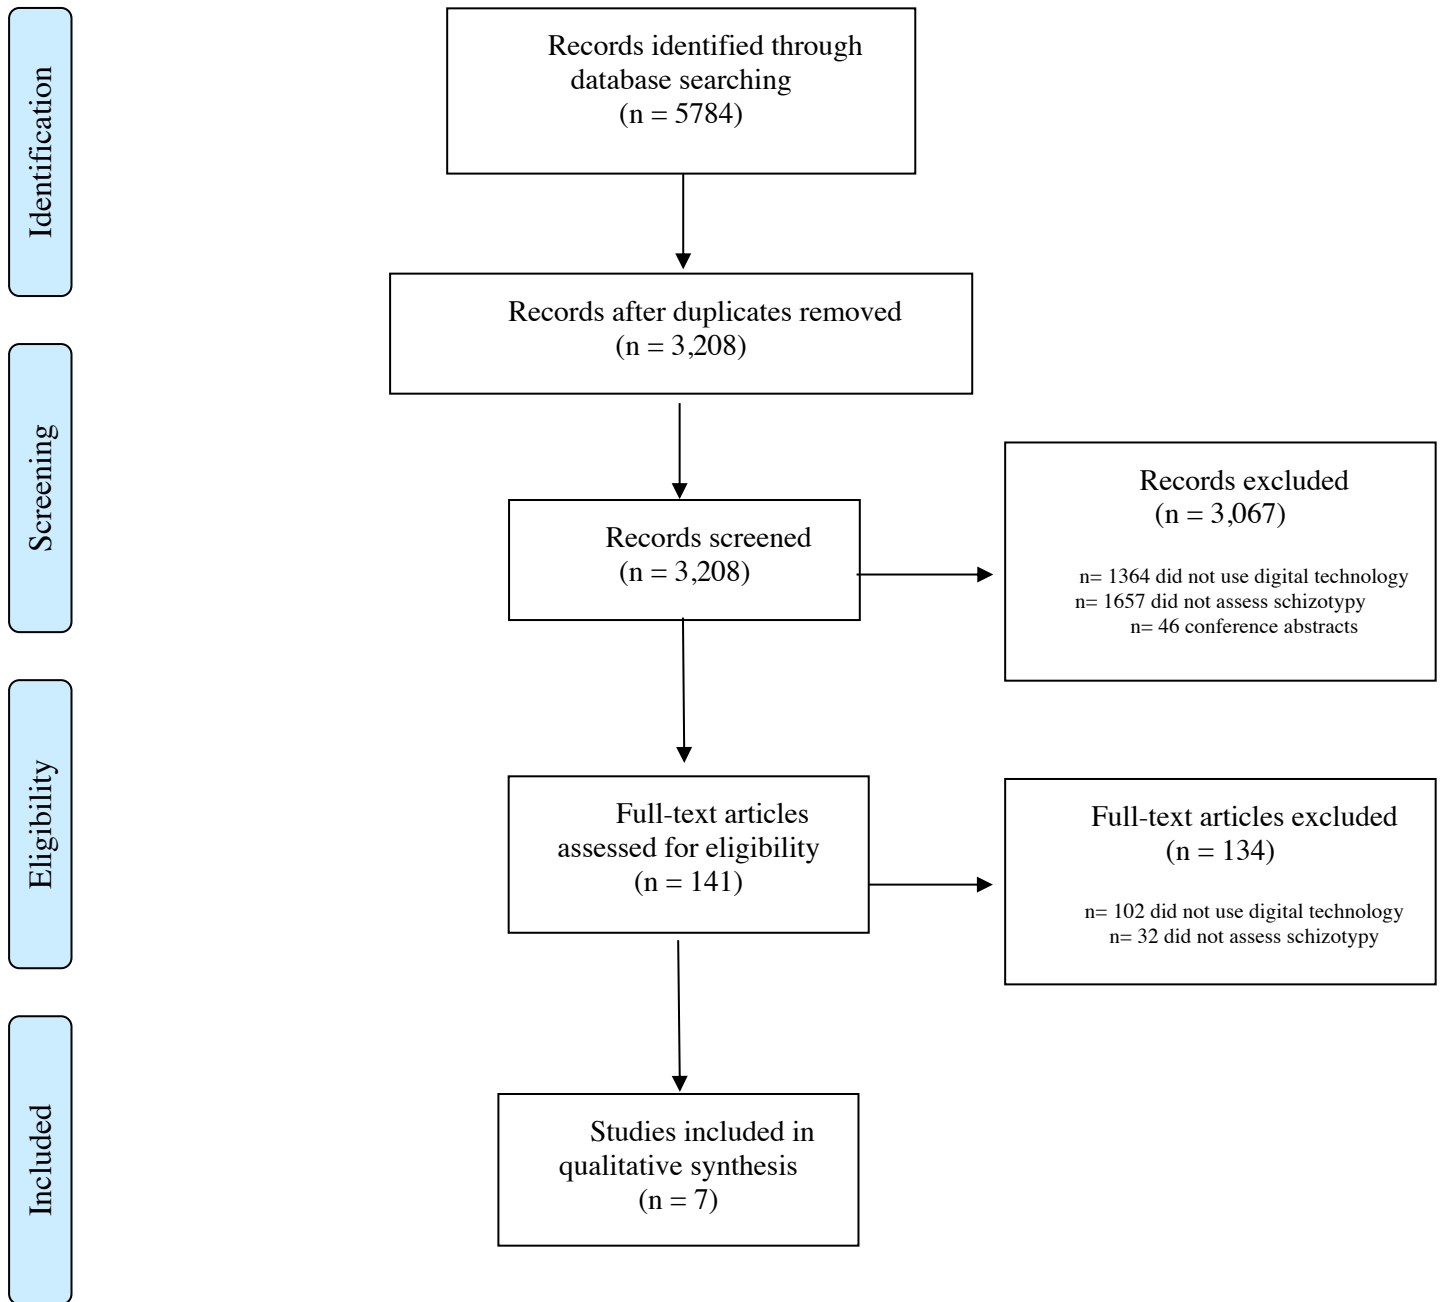 Identification
Records identified through
database searching
(n = 5784)
Records after duplicates removed
(n = 3,208)
Screening
Records screened
(n = 3,208)
Records excluded
(n = 3,067)
n= 1364 did not use digital technology
n= 1657 did not assess schizotypy
n= 46 conference abstracts
Eligibility
Full-text articles
assessed for eligibility
(n = 141)
Full-text articles excluded
(n = 134)
n= 102 did not use digital technology
n= 32 did not assess schizotypy
Included
Studies included in
qualitative synthesis
(n = 7)